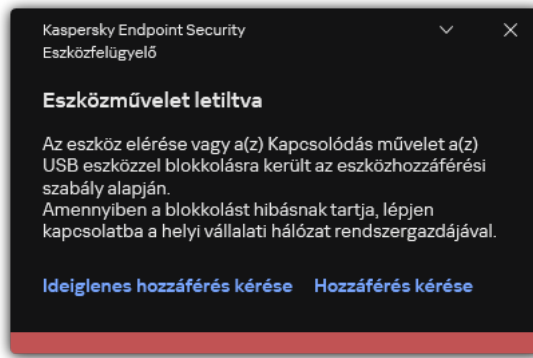 Kaspersky Endpoint Security
Eszközfelügyelő
Eszközművelet letiltva
Az eszköz elérése vagy a(z) Kapcsolódás művelet a(z)
USB eszközzel blokkolásra került az eszközhozzáférési
szabály alapján.
Amennyiben a blokkolást hibásnak tartja, lépjen
kapcsolatba a helyi vállalati hálózat rendszergazdájával.
Ideiglenes hozzáférés kérése Hozzáférés kérése